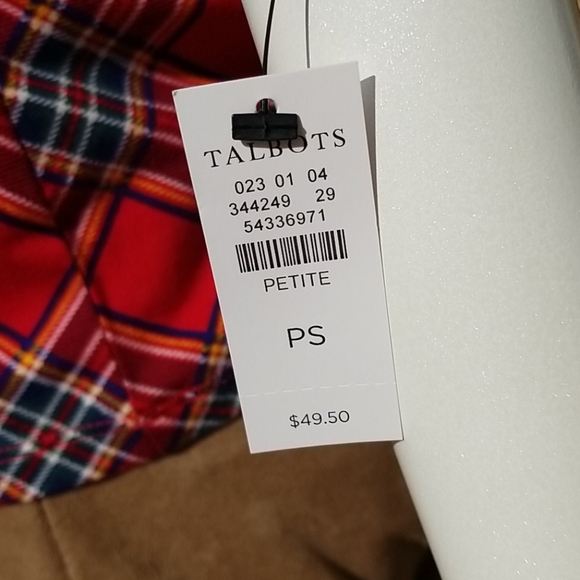 TALBOTS
023 01 04
344249 29
54336971
PETITE
PS
$49.50